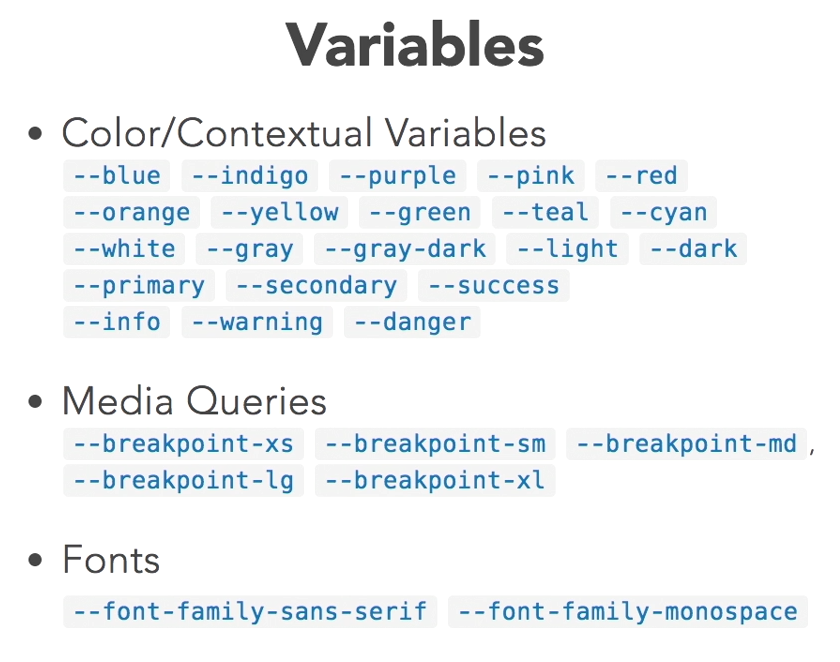 Variables
• Color/Contextual Variables
--blue --indigo --purple --pink --red
--orange --yellow --green --teal --cyan
--white --gray --gray-dark --light --dark
--primary --secondary --success
--info --warning --danger
• Media Queries
--breakpoint-xs --breakpoint-sm --breakpoint-md,
--breakpoint-lg --breakpoint-xl
• Fonts
--font-family-sans-serif --font-family-monospace